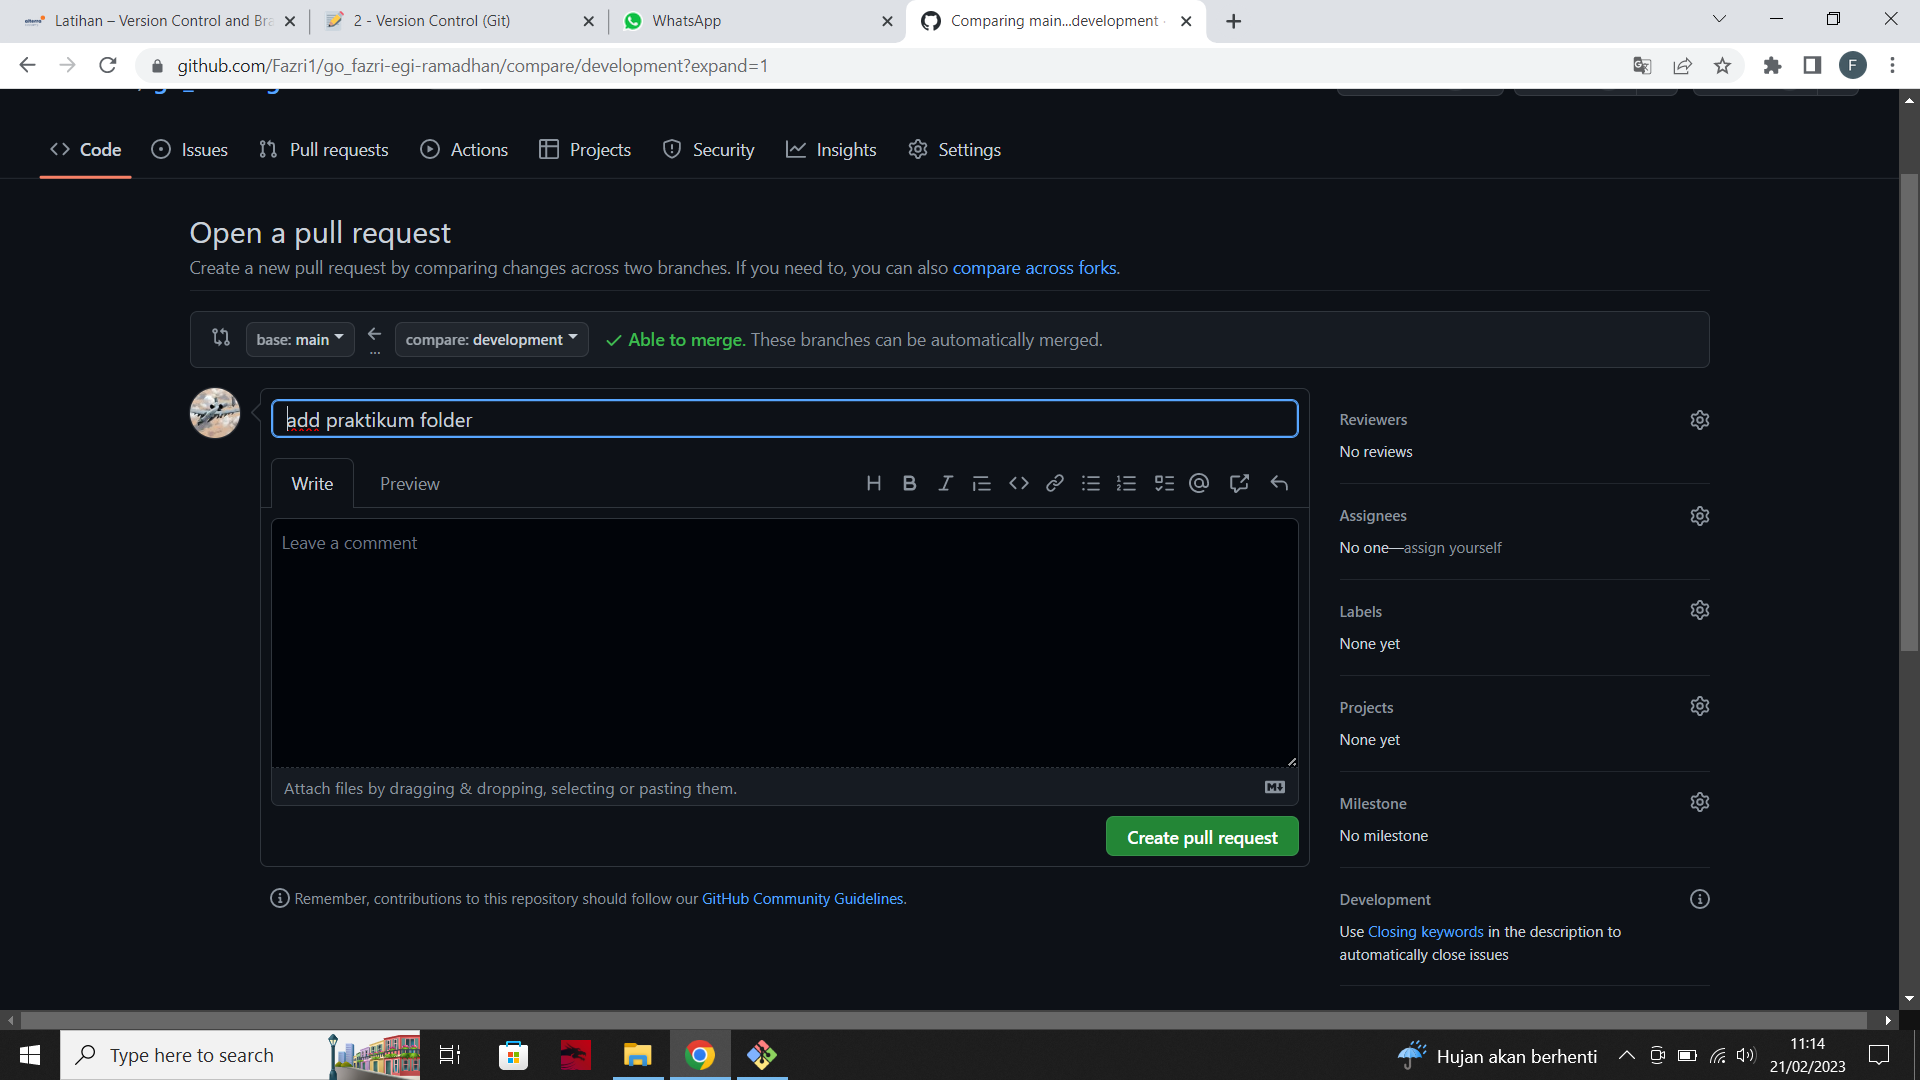 Latihan – Version Control and Bra
2 - Version Control (Git)
WhatsApp
Comparing main...development
github.com/Fazri1/go_fazri-egi-ramadhan/compare/development?expand=1
F
Code
Issues
Pull requests
Actions
Projects
Security
Insights
Settings
Open a pull request
Create a new pull request by comparing changes across two branches. If you need to, you can also compare across forks.
base: main
...
compare: development
Able to merge. These branches can be automatically merged.
add praktikum folder
Write
Preview
Leave a comment
Attach files by dragging & dropping, selecting or pasting them.
Create pull request
Remember, contributions to this repository should follow our GitHub Community Guidelines.
Reviewers
No reviews
Assignees
No one—assign yourself
Labels
None yet
Projects
None yet
Milestone
No milestone
Development
Use Closing keywords in the description to
automatically close issues
Type here to search
Hujan akan berhenti
11:14
21/02/2023